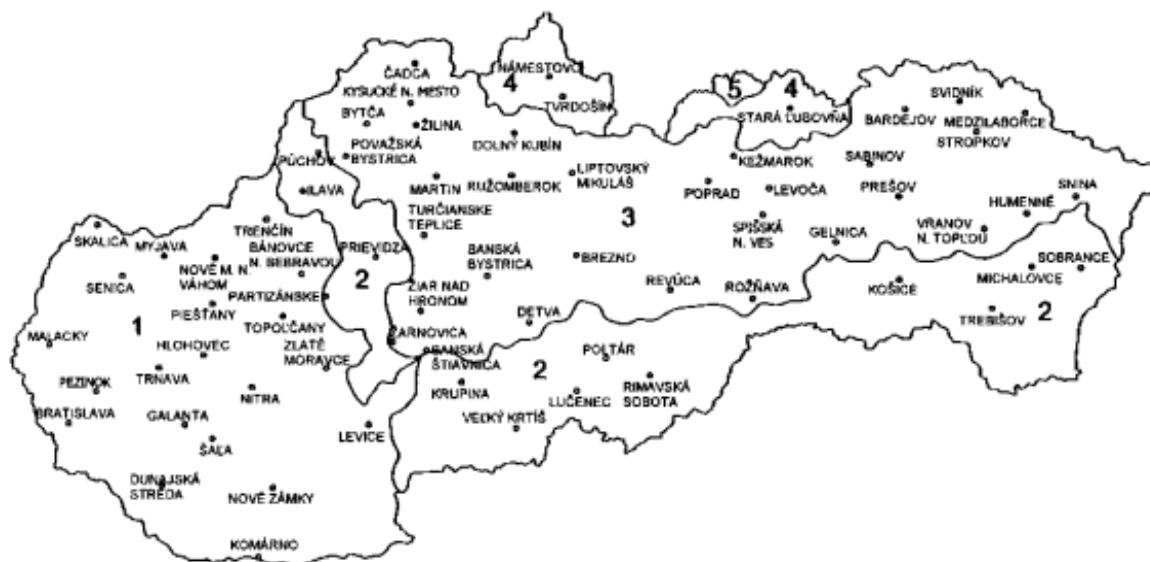 ČADCA
NÁMESTOVO
4
KYSUCKÉ N. MESTO
TVRDOŠÍN
5
4
SVIDNÍK
BYTČA
ŽILINA
STARÁ ĽUBOVŇA
BARDEJOV
MEDZILABORCE
STROPKOV
DOLNÝ KUBÍN
POVAŽSKÁ
BYSTRICA
PÚCHOV
KEŽMAROK
SABINOV
LIPTOVSKÝ
MIKULÁŠ
ILAVA
MARTIN
RUŽOMBEROK
POPRAD
LEVOČA
PREŠOV
SNINA
TURČIANSKE
TEPLICE
3
SPIŠSKÁ
N. VES
HUMENNÉ
SKALICA
TRENČÍN
VRANOV
N. TOPĽOU
MYJAVA
BÁNOVCE
N. BEBRAVOU
PRIEVIDZA
BANSKÁ
BYSTRICA
GELNICA
NOVÉ M. N.
VÁHOM
BREZNO
SOBRANCE
MICHALOVCE
SENICA
2
ŽIAR NAD
HRONOM
REVÚCA
ROŽŇAVA
KOŠICE
PARTIZÁNSKE
PIEŠŤANY
1
TOPOĽČANY
DETVA
TREBIŠOV
2
MALACKY
ŽARNOVICA
HLOHOVEC
ZLATÉ
MORAVCE
BANSKÁ
ŠTIAVNICA
POLTÁR
TRNAVA
2
PEZINOK
NITRA
KRUPINA
RIMAVSKÁ
SOBOTA
LUČENEC
BRATISLAVA
GALANTA
LEVICE
VEĽKÝ KRTÍŠ
ŠAĽA
DUNAJSKÁ
STREDA
NOVÉ ZÁMKY
KOMÁRNO